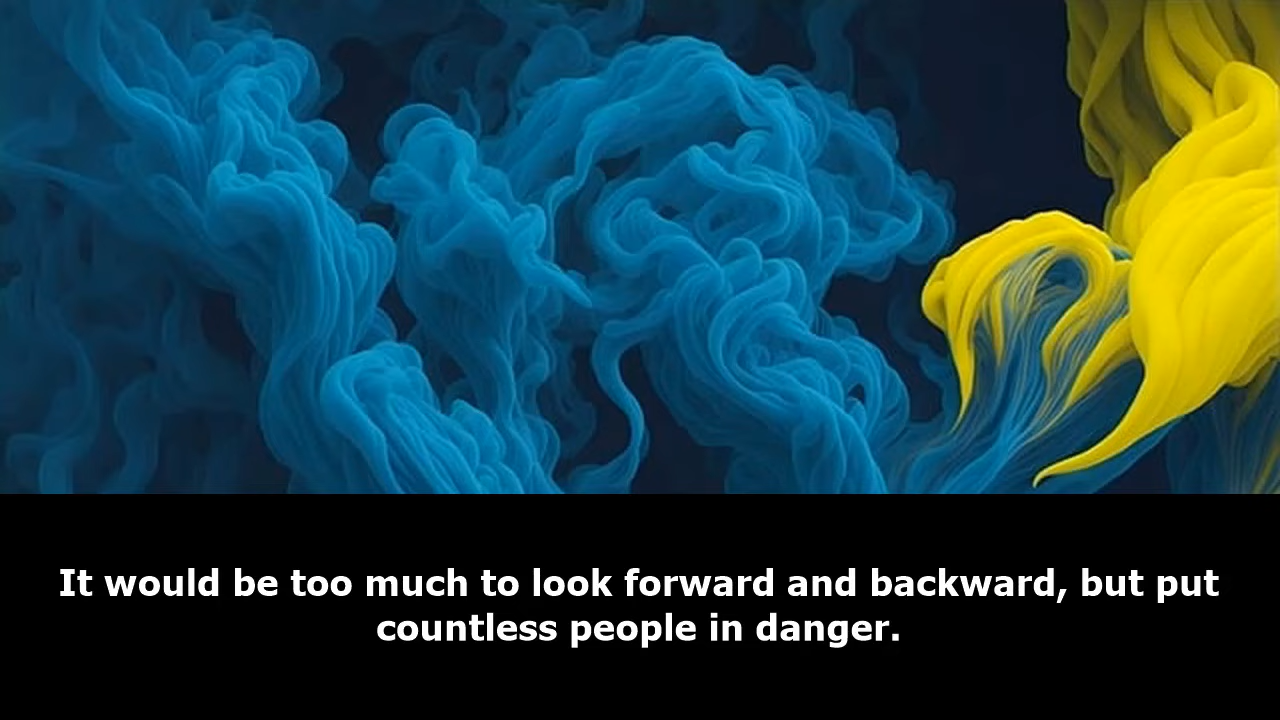 It would be too much to look forward and backward, but put
countless people in danger.